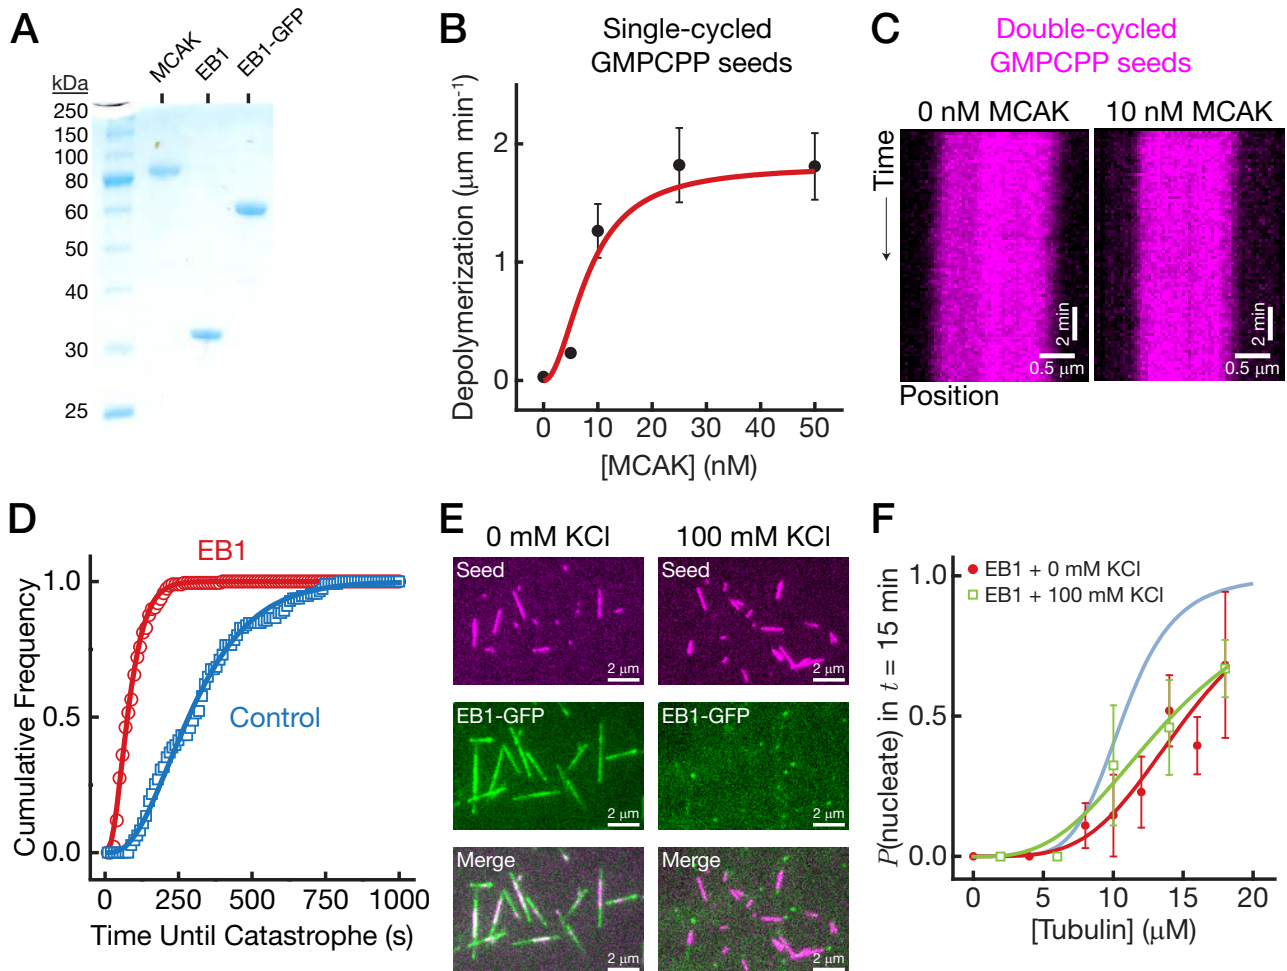 A
MCAK
EB1
EB1-GFP
kDa
250
150
100
80
60
50
40
30
25
B
Single-cycled
GMPCPP seeds
Depolymerization (μm min⁻¹)
2
1
0
0 10 20 30 40 50
[MCAK] (nM)
C
Double-cycled
GMPCPP seeds
0 nM MCAK
10 nM MCAK
Time
2 min
0.5 μm
2 min
0.5 μm
Position
D
EB1
Control
Cumulative Frequency
1.0
0.5
0.0
0 250 500 750 1000
Time Until Catastrophe (s)
E
0 mM KCl
100 mM KCl
Seed
2 μm
Seed
2 μm
EB1-GFP
2 μm
EB1-GFP
2 μm
Merge
2 μm
Merge
2 μm
F
EB1 + 0 mM KCl
EB1 + 100 mM KCl
P(nucleate) in t = 15 min
1.0
0.5
0.0
0 5 10 15 20
[Tubulin] (μM)